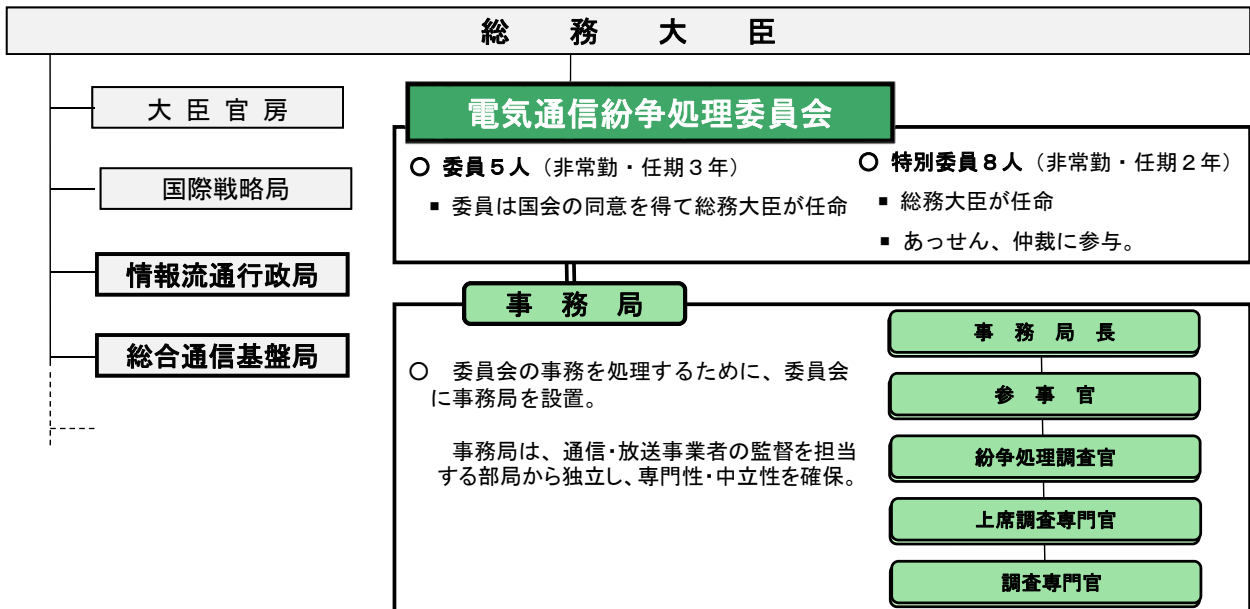 総務大臣
大臣官房
国際戦略局
情報流通行政局
総合通信基盤局
電気通信紛争処理委員会
○ 委員5人（非常勤・任期3年）
■ 委員は国会の同意を得て総務大臣が任命
○ 特別委員8人（非常勤・任期2年）
■ 総務大臣が任命
■ あっせん、仲裁に参与。
事務局
○ 委員会の事務を処理するために、委員会
に事務局を設置。
事務局は、通信・放送事業者の監督を担当
する部局から独立し、専門性・中立性を確保。
事務局長
参事官
紛争処理調査官
上席調査専門官
調査専門官